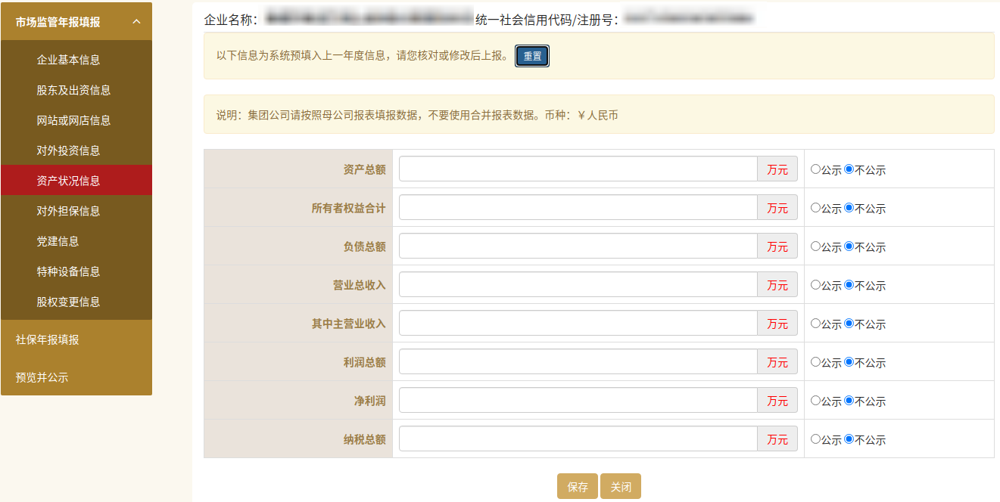 市场监管年报填报
企业基本信息
股东及出资信息
网站或网店信息
对外投资信息
资产状况信息
对外担保信息
党建信息
特种设备信息
股权变更信息
社保年报填报
预览并公示
企业名称： 统一社会信用代码/注册号：
以下信息为系统预填入上一年度信息，请您核对或修改后上报。 重置
说明：集团公司请按照母公司报表填报数据，不要使用合并报表数据。币种：￥人民币
资产总额 万元 公示 不公示
所有者权益合计 万元 公示 不公示
负债总额 万元 公示 不公示
营业总收入 万元 公示 不公示
其中主营业收入 万元 公示 不公示
利润总额 万元 公示 不公示
净利润 万元 公示 不公示
纳税总额 万元 公示 不公示
保存 关闭